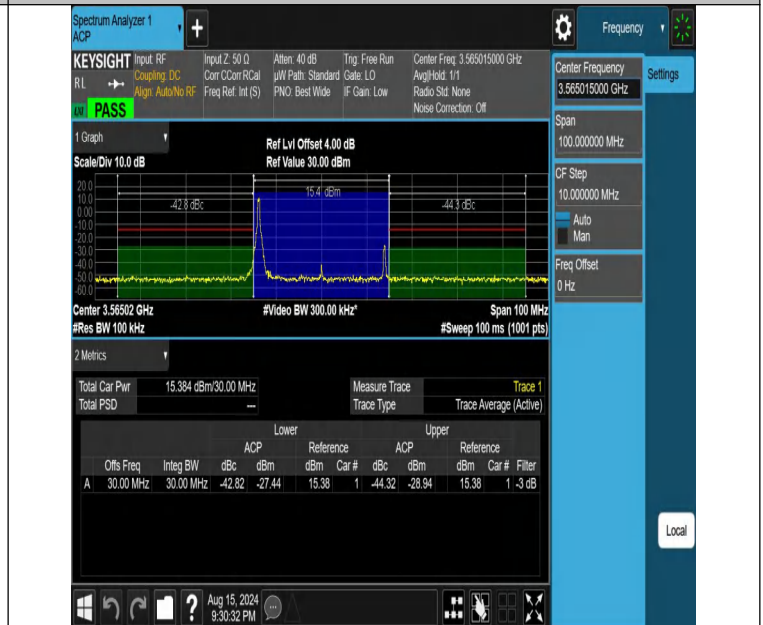 Spectrum Analyzer 1
ACP
+
Frequency
KEYSIGHT
R L
PASS
Input: RF
Coupling: DC
Align: Auto/No RF
Input Z: 50 Ω
Corr CCorr RCal
Freq Ref: Int (S)
Atten: 40 dB
µW Path: Standard
PNO: Best Wide
Trig: Free Run
Gate: LO
IF Gain: Low
Center Freq: 3.565015000 GHz
Avg|Hold: 1/1
Radio Std: None
Noise Correction: Off
Center Frequency
3.565015000 GHz
Settings
Span
100.000000 MHz
CF Step
10.000000 MHz
Auto
Man
Freq Offset
0 Hz
Local
1 Graph
Scale/Div 10.0 dB
Ref Lvl Offset 4.00 dB
Ref Value 30.00 dBm
20.0
10.0
0.00
-10.0
-20.0
-30.0
-40.0
-50.0
-60.0
-42.8 dBc
15.4 dBm
-44.3 dBc
Center 3.56502 GHz
#Video BW 300.00 kHz*
Span 100 MHz
#Res BW 100 kHz
#Sweep 100 ms (1001 pts)
2 Metrics
Total Car Pwr 15.384 dBm/30.00 MHz
Total PSD ---
Measure Trace Trace 1
Trace Type Trace Average (Active)
Lower Upper
ACP Reference ACP Reference
Offs Freq Integ BW dBc dBm dBm Car # dBc dBm dBm Car # Filter
A 30.00 MHz 30.00 MHz -42.82 -27.44 15.38 1 -44.32 -28.94 15.38 1 -3 dB
?
Aug 15, 2024
9:30:32 PM